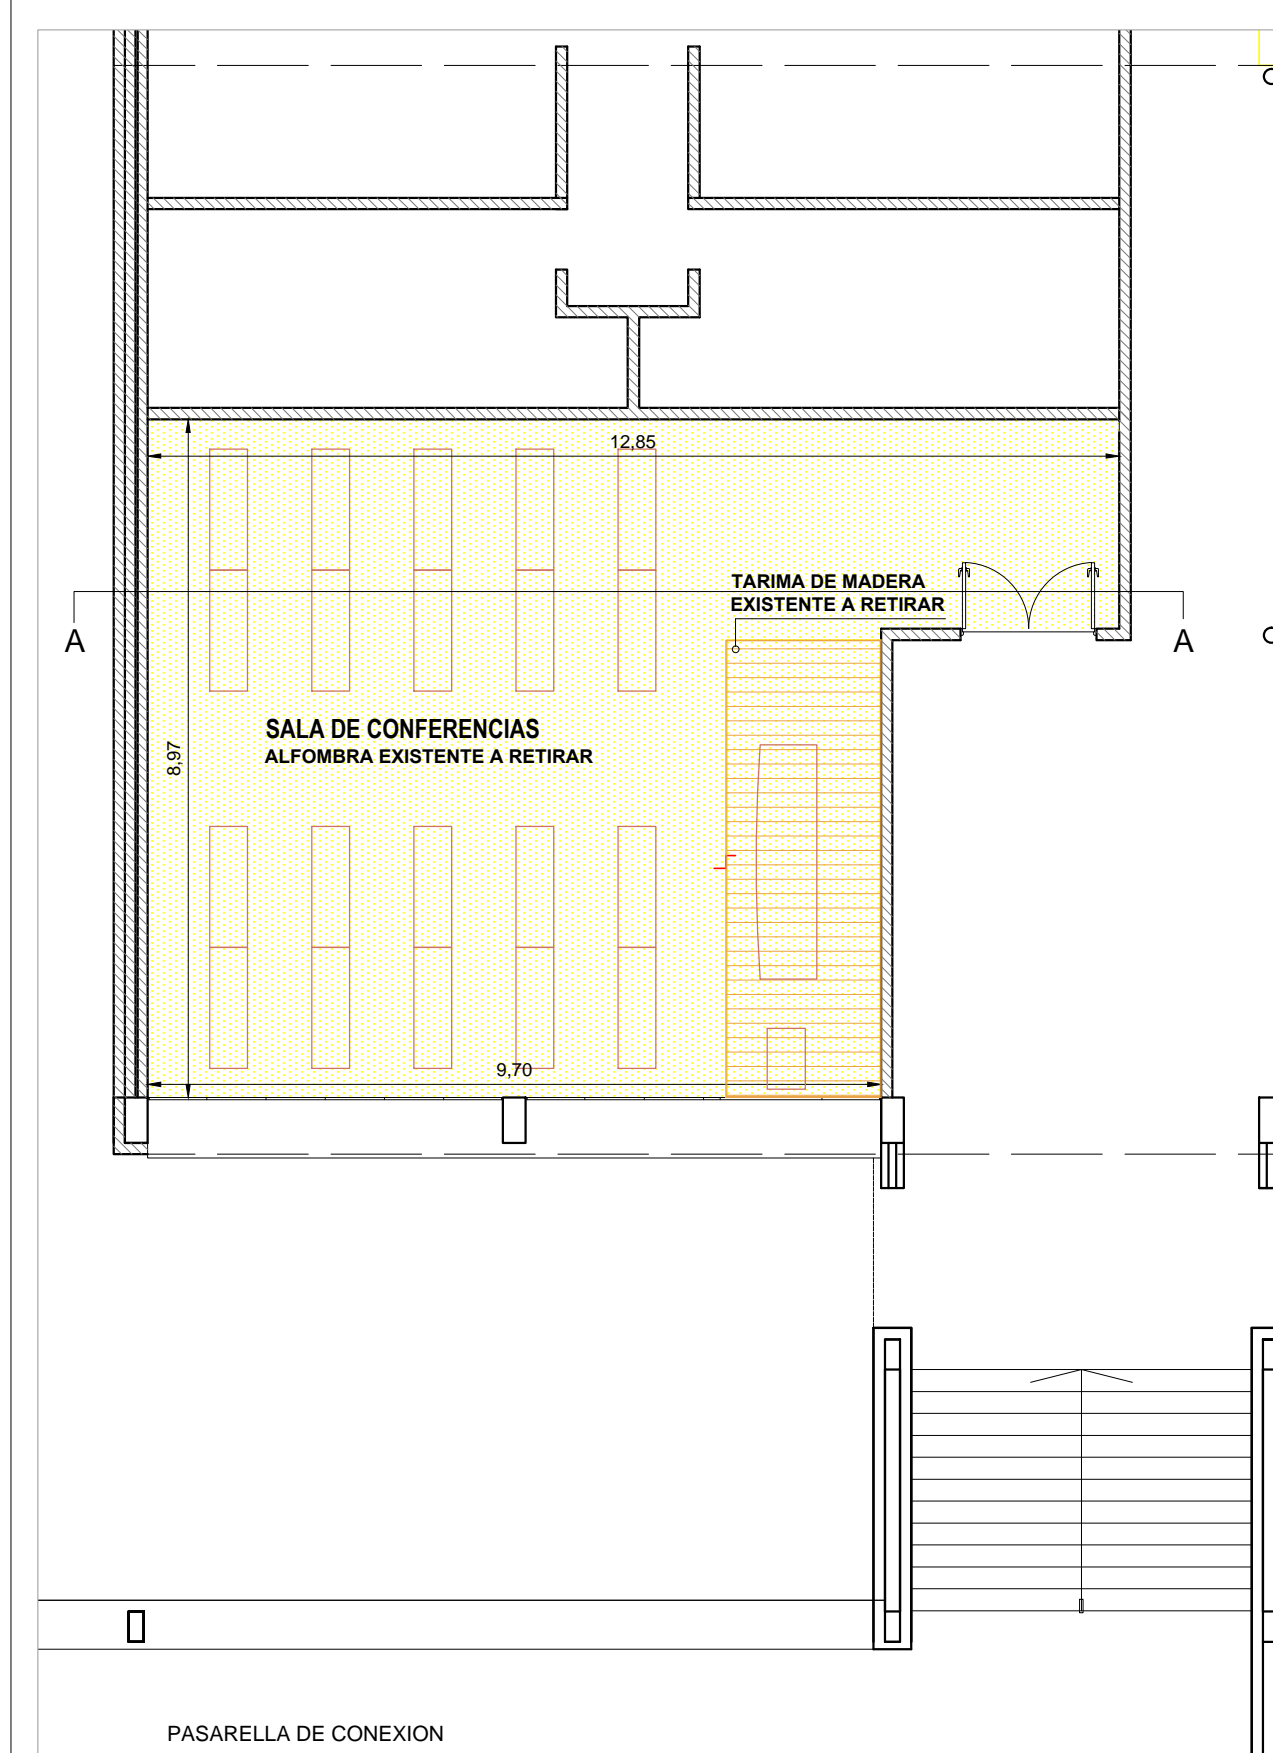 12,85
TARIMA DE MADERA
EXISTENTE A RETIRAR
A
A
SALA DE CONFERENCIAS
ALFOMBRA EXISTENTE A RETIRAR
8,97
9,70
PASARELLA DE CONEXION